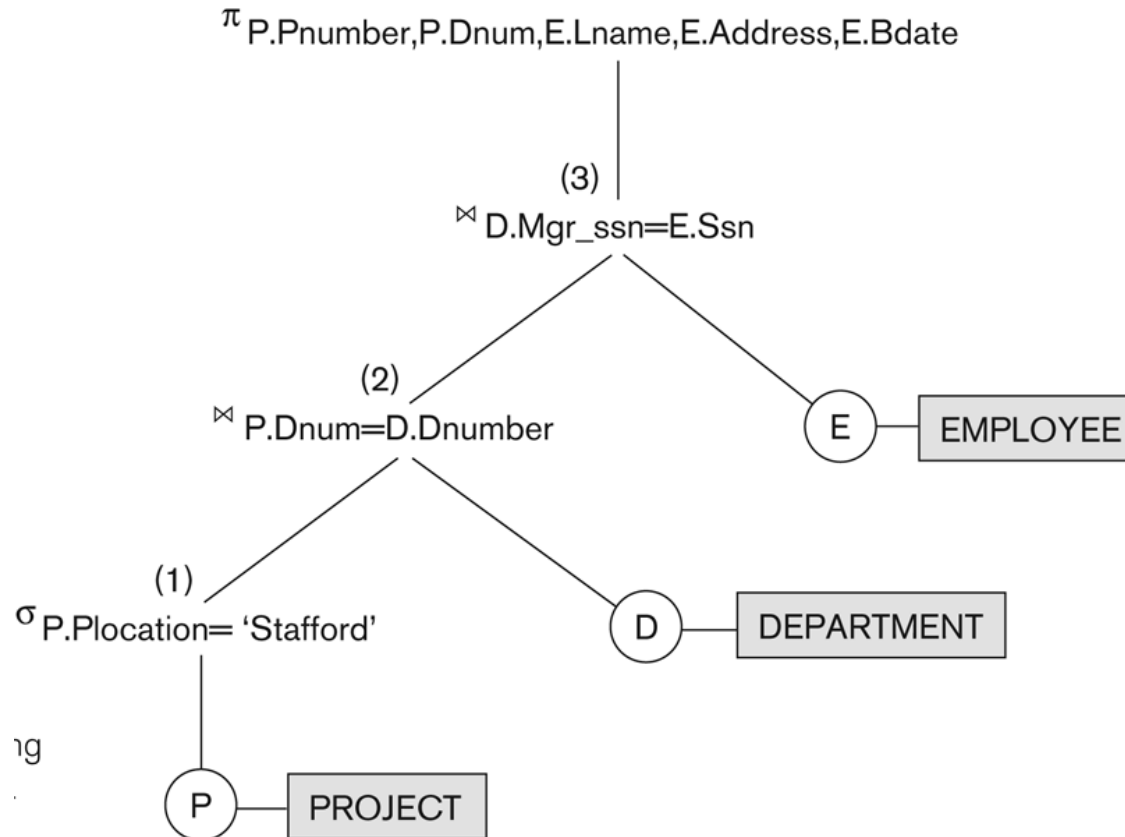 π P.Pnumber,P.Dnum,E.Lname,E.Address,E.Bdate
(3)
⋈ D.Mgr_ssn=E.Ssn
(2)
⋈ P.Dnum=D.Dnumber
E EMPLOYEE
(1)
σ P.Plocation= ‘Stafford’
D DEPARTMENT
P PROJECT